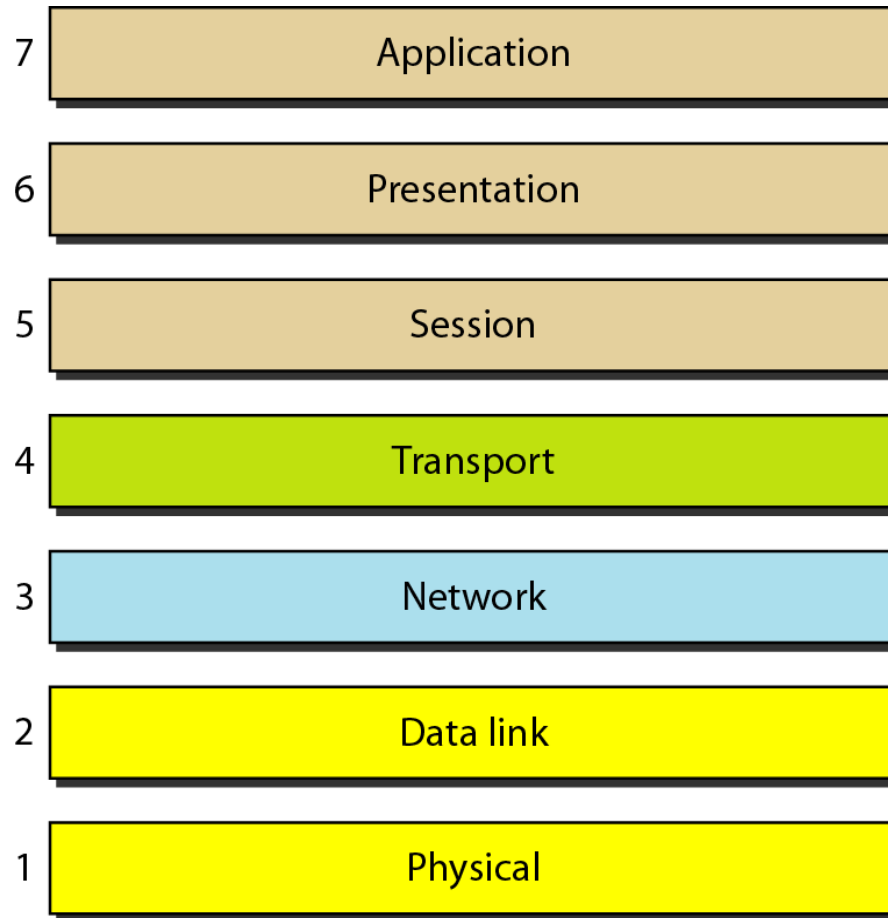 7 Application
6 Presentation
5 Session
4 Transport
3 Network
2 Data link
1 Physical